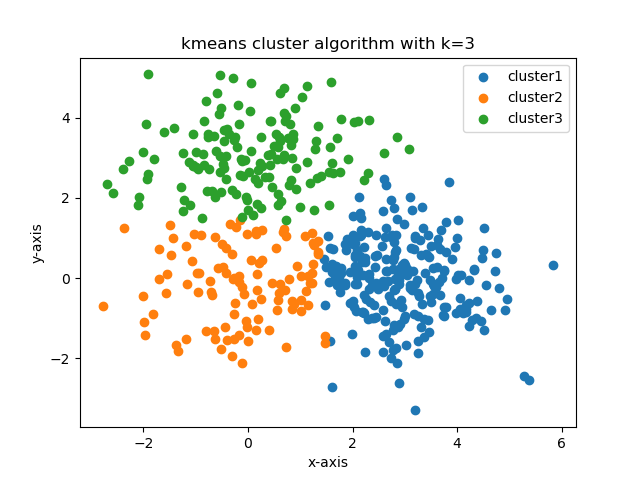 kmeans cluster algorithm with k=3
cluster1
cluster2
cluster3
y-axis
4
2
0
−2
−2
0
2
4
6
x-axis